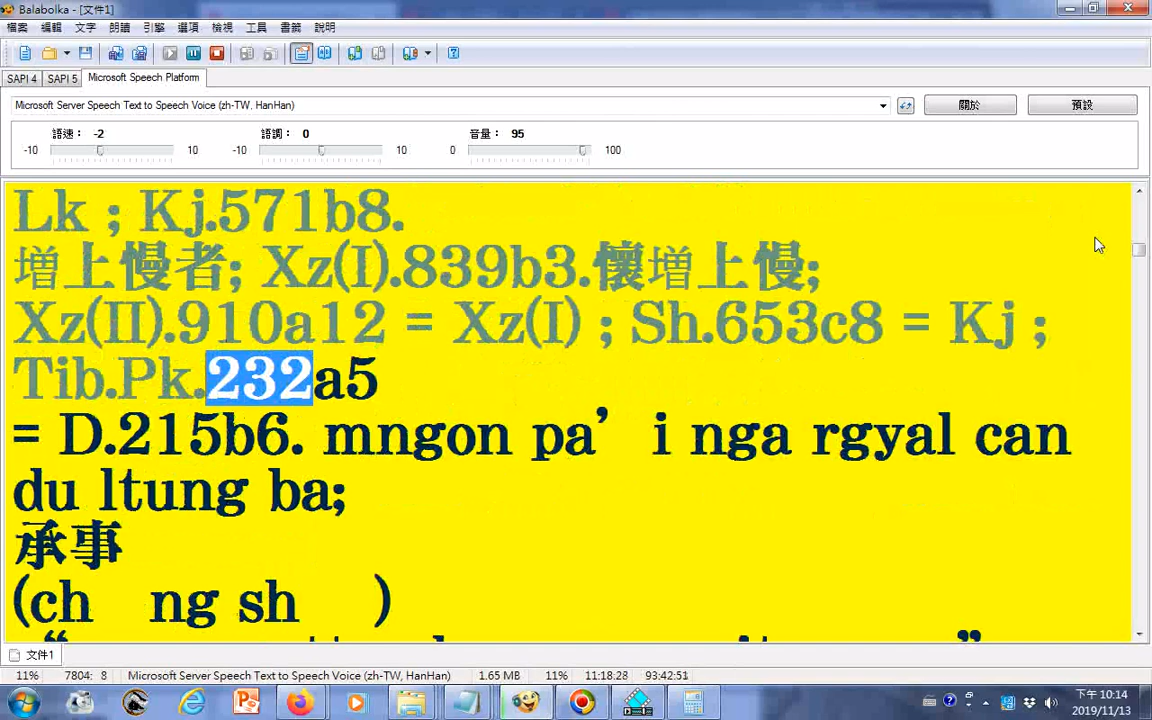 Balabolka - [文件1]
檔案 編輯 文字 朗讀 引擎 選項 檢視 工具 書籤 說明
SAPI 4 SAPI 5 Microsoft Speech Platform
Microsoft Server Speech Text to Speech Voice (zh-TW, HanHan) 關於 預設
語速： -2 語調： 0 音量： 95
-10 10 -10 10 0 100
Lk ; Kj.571b8.
增上慢者; Xz(I).839b3.懷增上慢;
Xz(II).910a12 = Xz(I) ; Sh.653c8 = Kj ;
Tib.Pk.232a5
= D.215b6. mngon pa’ i nga rgyal can
du ltung ba;
承事
(ch ng sh )
文件1
11% 7804: 8 Microsoft Server Speech Text to Speech Voice (zh-TW, HanHan) 1.65 MB 11% 11:18:28 93:42:51
下午 10:14
2019/11/13